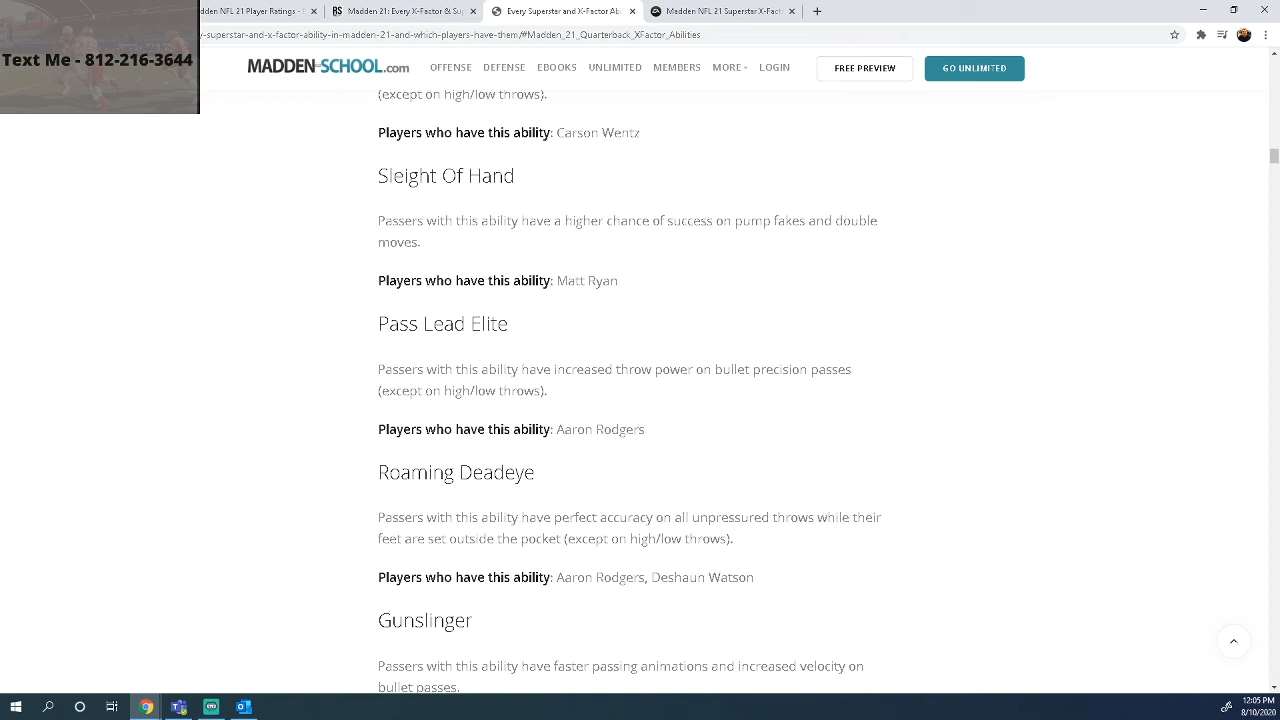 Madden NFL 21 Player Ratings - E
Every X-Factor & Superstar Abi
Superstar and X-Factor Ability in
Madden NFL 21 Superstar X-Fact
y-superstar-and-x-factor-ability-in-madden-21-and-which-players-have-them/#Madden_21_Quarterback_XFactor_Abilities
Text Me - 812-216-3644
MADDEN-SCHOOL.com
OFFENSE DEFENSE EBOOKS UNLIMITED MEMBERS MORE LOGIN FREE PREVIEW GO UNLIMITED
(except on high/low throws).
Players who have this ability: Carson Wentz
Sleight Of Hand
Passers with this ability have a higher chance of success on pump fakes and double
moves.
Players who have this ability: Matt Ryan
Pass Lead Elite
Passers with this ability have increased throw power on bullet precision passes
(except on high/low throws).
Players who have this ability: Aaron Rodgers
Roaming Deadeye
Passers with this ability have perfect accuracy on all unpressured throws while their
feet are set outside the pocket (except on high/low throws).
Players who have this ability: Aaron Rodgers, Deshaun Watson
Gunslinger
Passers with this ability have faster passing animations and increased velocity on
bullet passes.
12:05 PM
8/10/2020